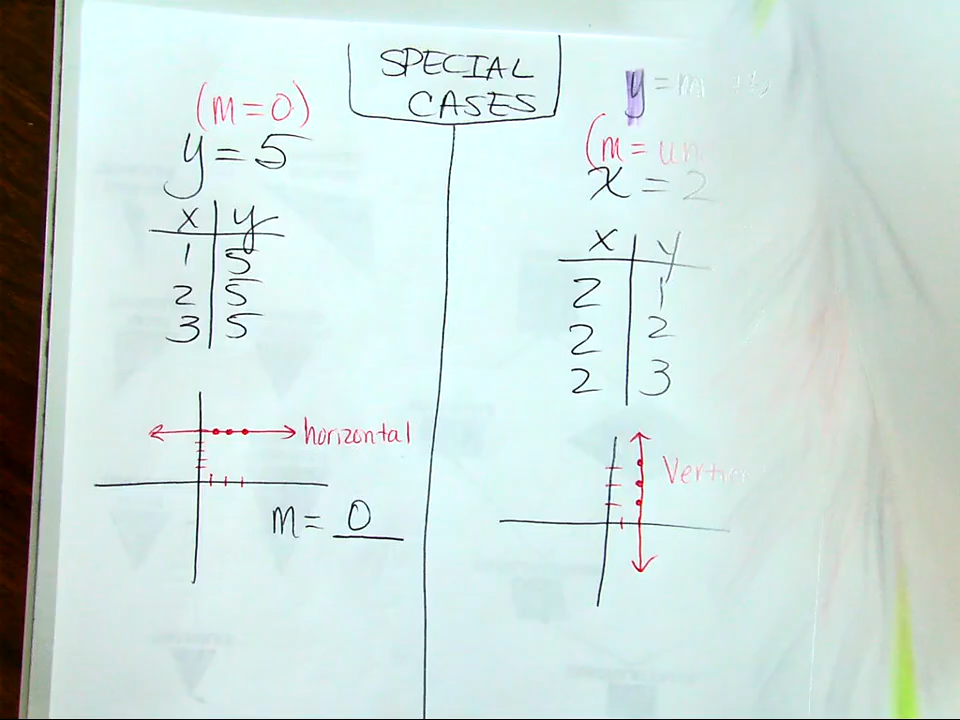 SPECIAL
CASES
(m=0)
y = 5
x y
1 5
2 5
3 5
horizontal
m = 0
y = m
(m = un
x = 2
x y
2 1
2 2
2 3